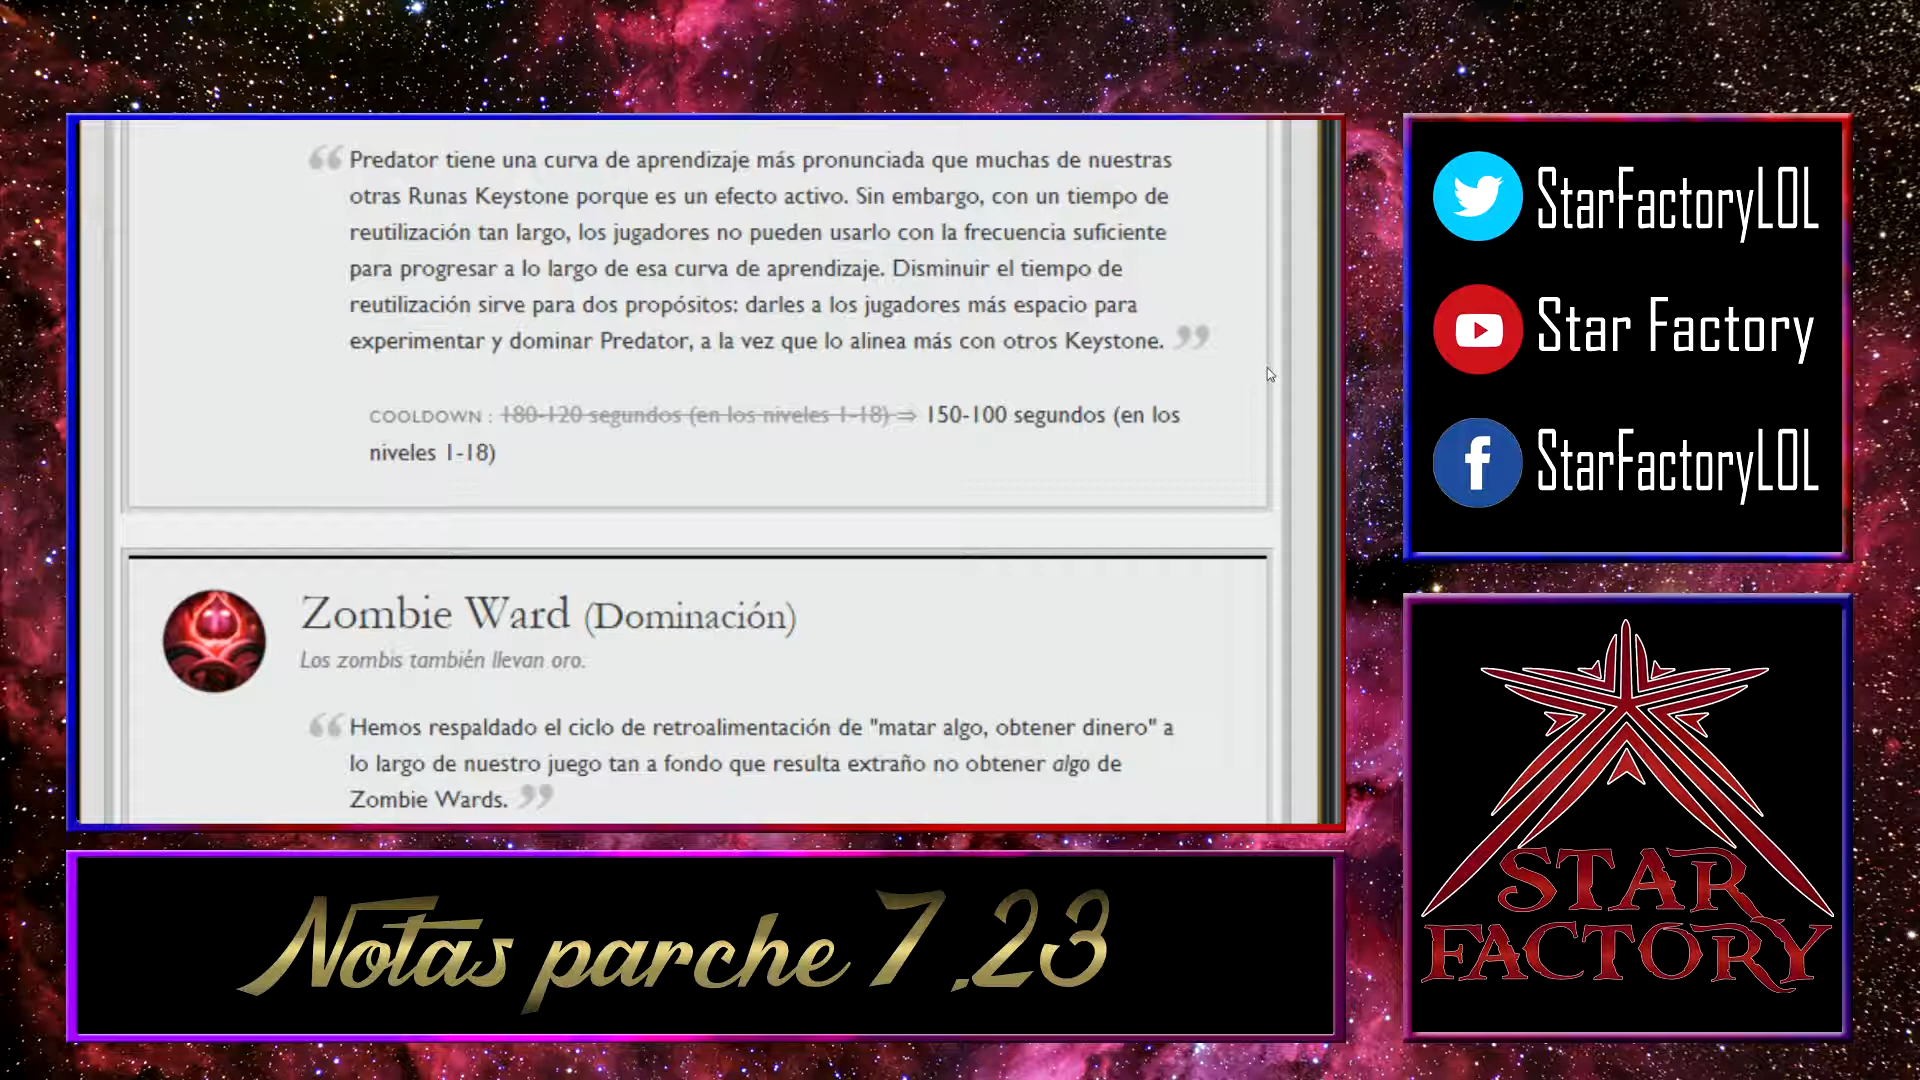 Predator tiene una curva de aprendizaje más pronunciada que muchas de nuestras
otras Runas Keystone porque es un efecto activo. Sin embargo, con un tiempo de
reutilización tan largo, los jugadores no pueden usarlo con la frecuencia suficiente
para progresar a lo largo de esa curva de aprendizaje. Disminuir el tiempo de
reutilización sirve para dos propósitos: darles a los jugadores más espacio para
experimentar y dominar Predator, a la vez que lo alinea más con otros Keystone.
COOLDOWN : 180-120 segundos (en los niveles 1-18) ⇒ 150-100 segundos (en los
niveles 1-18)
Zombie Ward (Dominación)
Los zombis también llevan oro.
Hemos respaldado el ciclo de retroalimentación de "matar algo, obtener dinero" a
lo largo de nuestro juego tan a fondo que resulta extraño no obtener algo de
Zombie Wards.
Notas parche 7.23
StarFactoryLOL
Star Factory
StarFactoryLOL
STAR
FACTORY